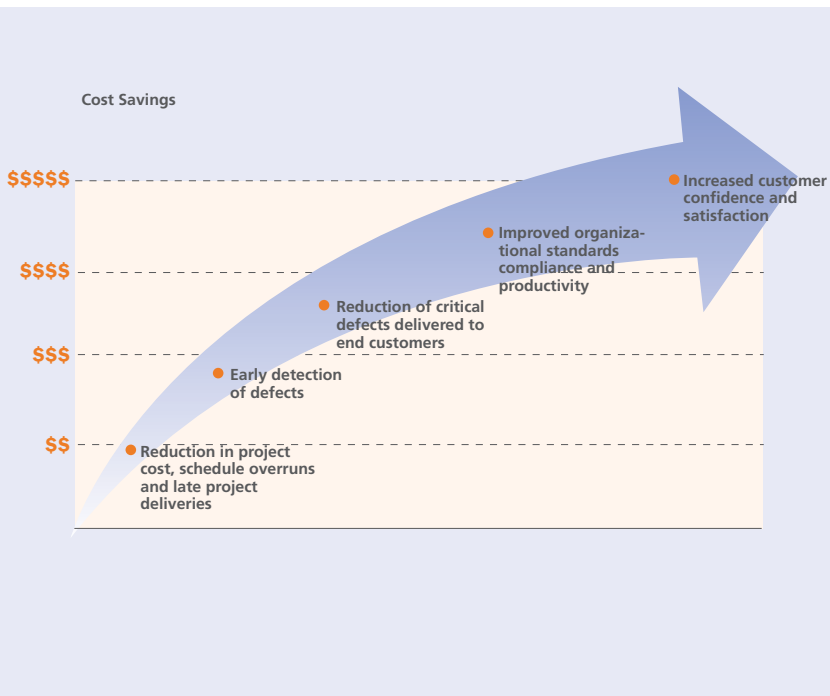 Cost Savings
$$$$$
Increased customer
confidence and
satisfaction
Improved organiza-
tional standards
compliance and
productivity
$$$$
Reduction of critical
defects delivered to
end customers
$$$
Early detection
of defects
$$
Reduction in project
cost, schedule overruns
and late project
deliveries